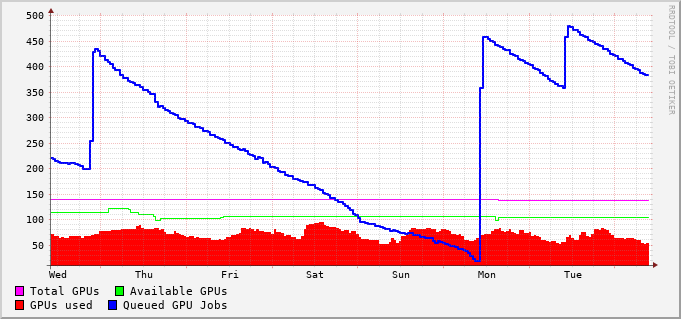 500
450
400
350
300
250
200
150
100
50
Wed Thu Fri Sat Sun Mon Tue
Total GPUs Available GPUs
GPUs used Queued GPU Jobs
RRDTOOL / TOBI OETIKER